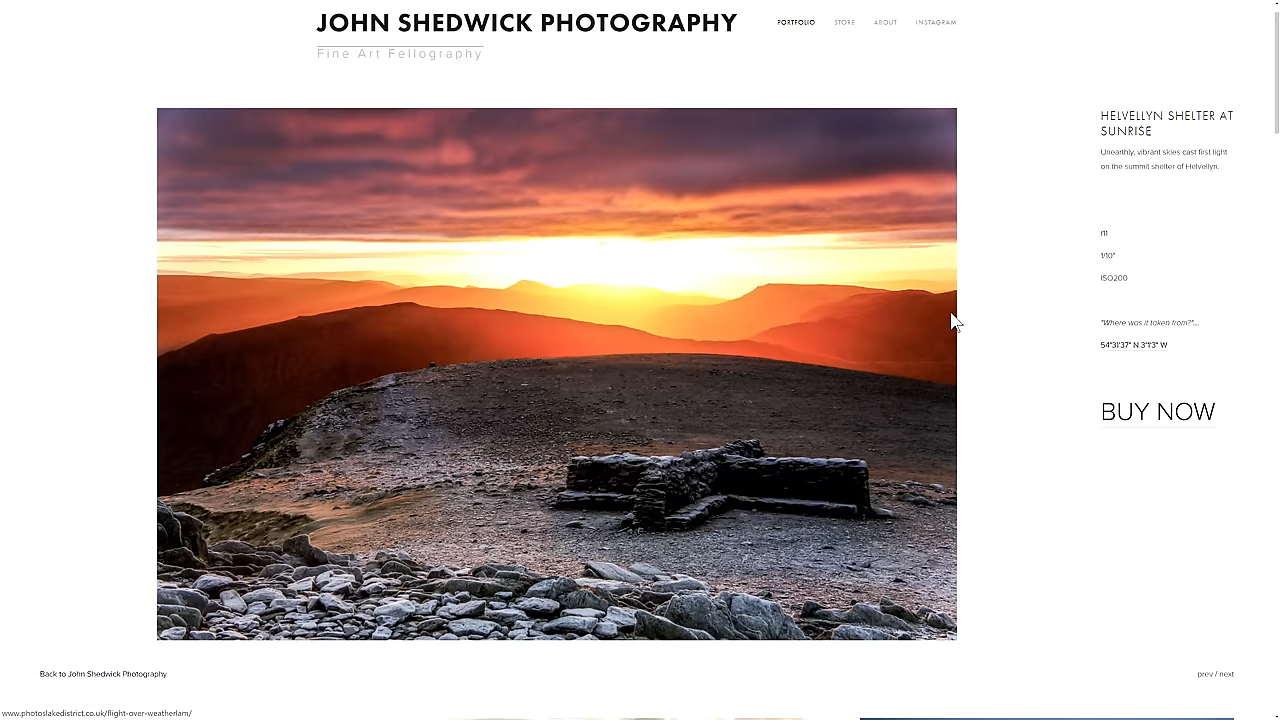 JOHN SHEDWICK PHOTOGRAPHY
PORTFOLIO STORE ABOUT INSTAGRAM
Fine Art Fellography
HELVELLYN SHELTER AT
SUNRISE
Unearthly, vibrant skies cast first light
on the summit shelter of Helvellyn.
f11
1/10"
ISO200
"Where was it taken from?"...
54°31'37" N 3°1'3" W
BUY NOW
Back to John Shedwick Photography
prev / next
www.photoslakedistrict.co.uk/flight-over-weatherlam/